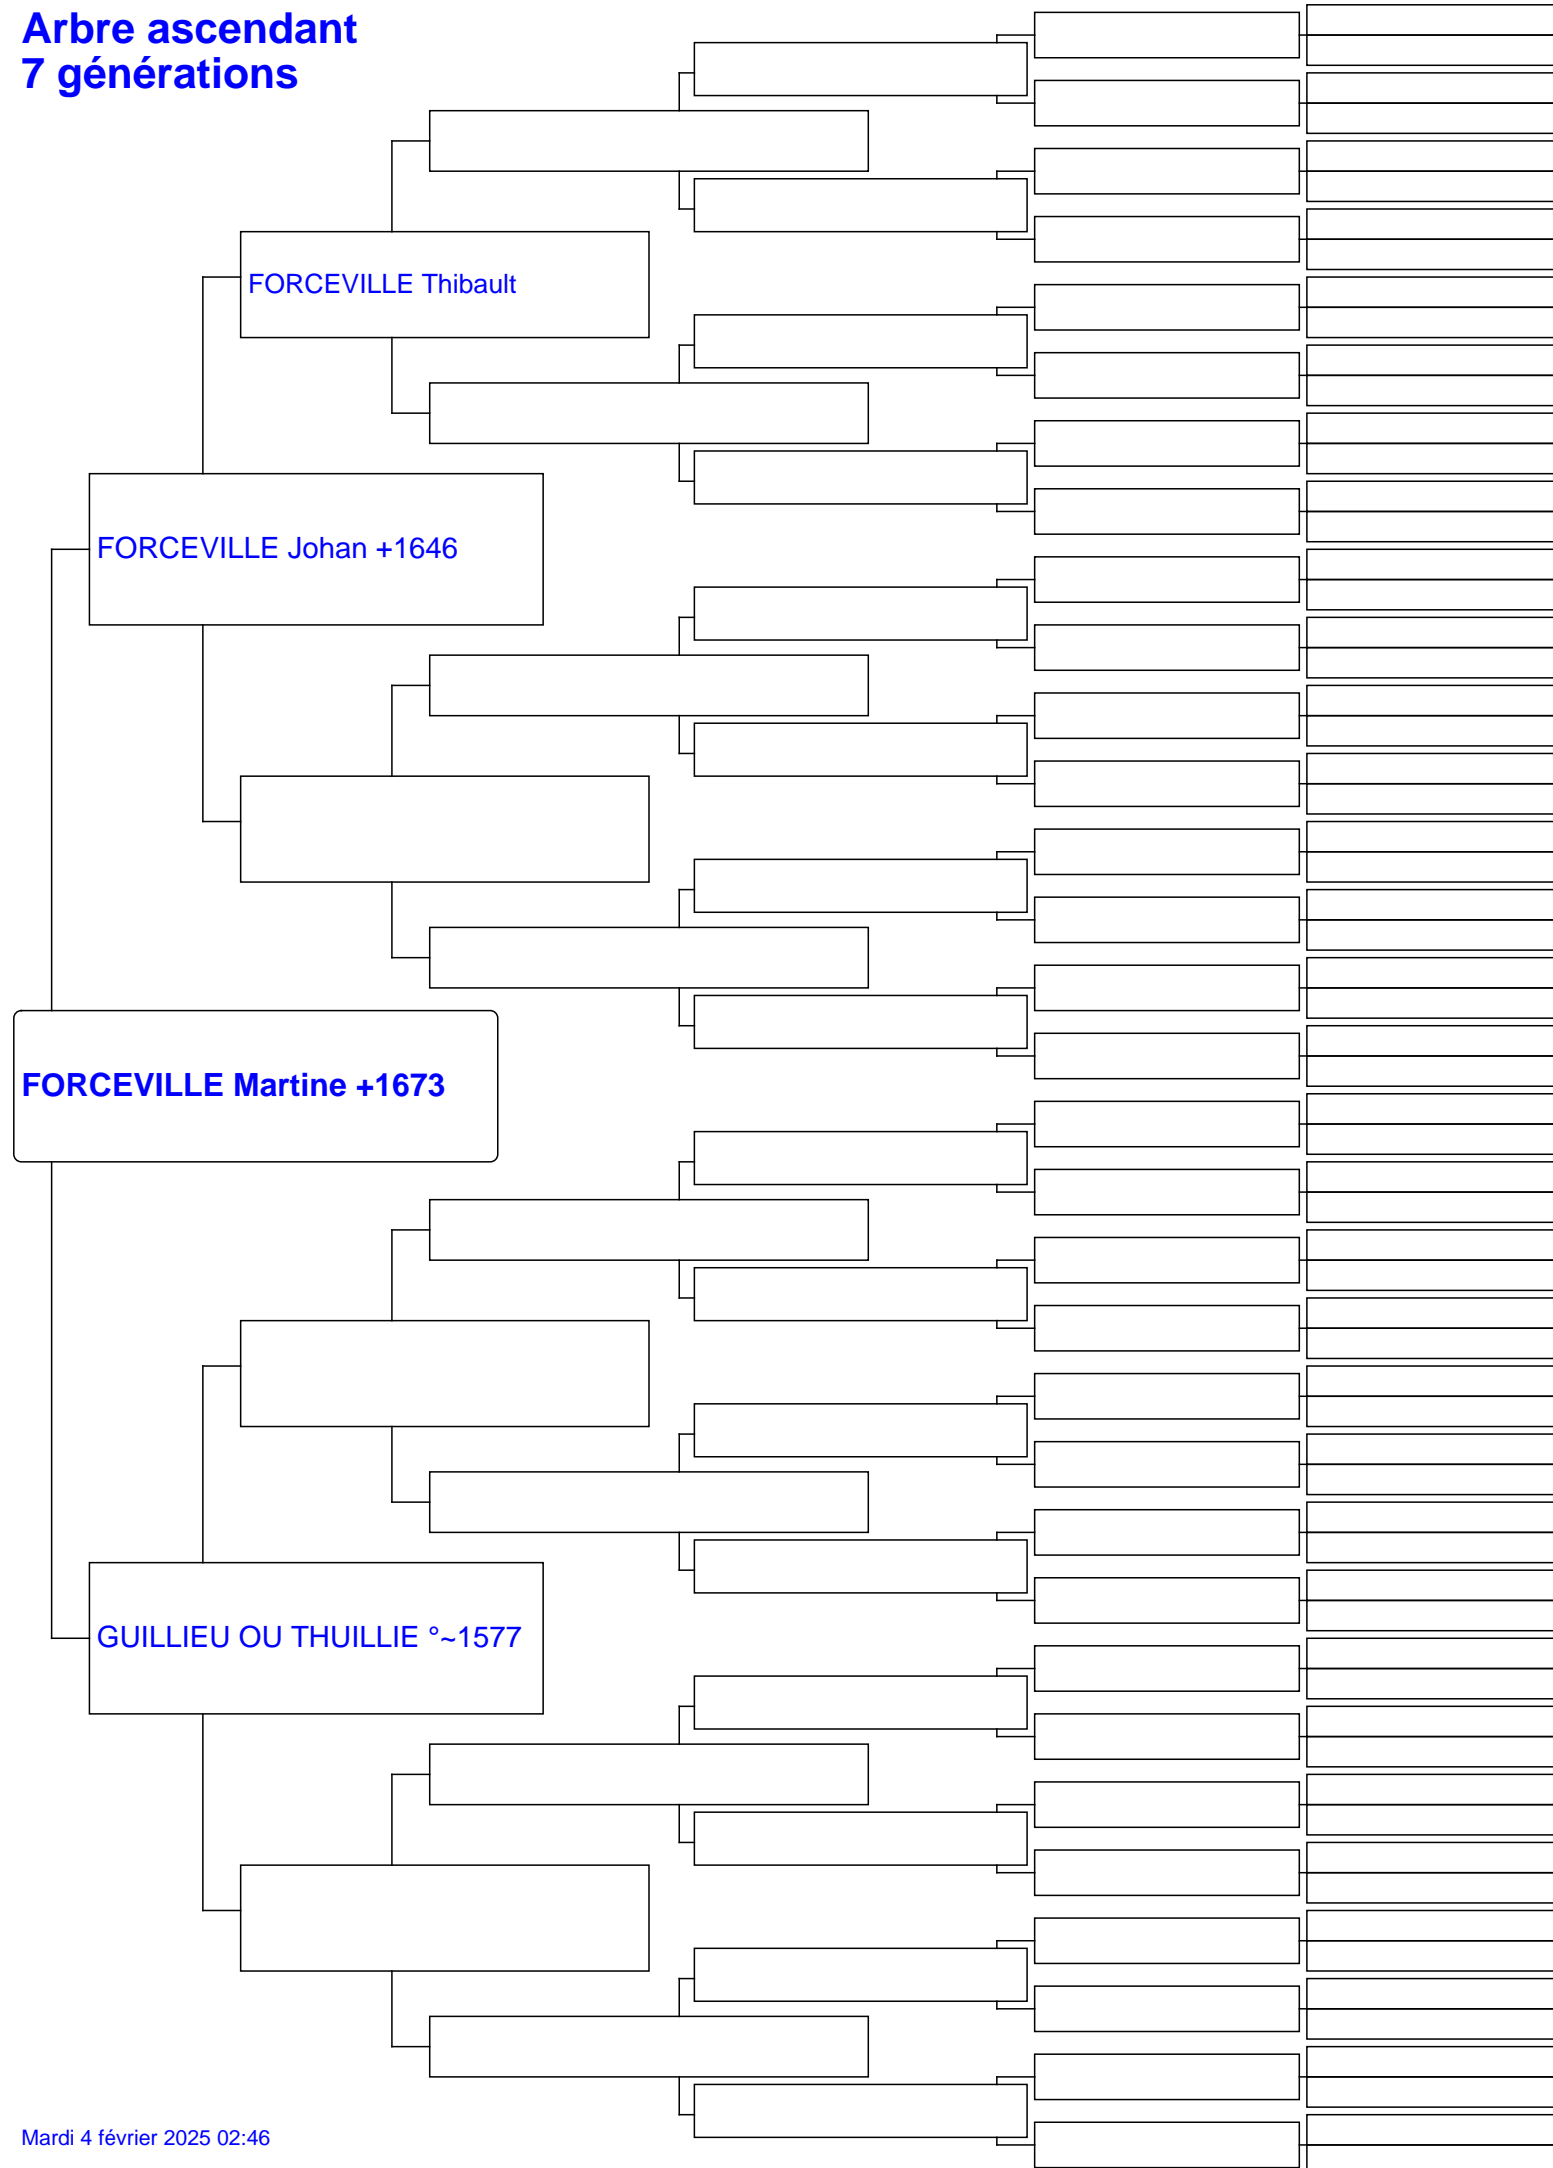 Arbre ascendant
7 générations
FORCEVILLE Thibault
FORCEVILLE Johan +1646
FORCEVILLE Martine +1673
GUILLIEU OU THUILLIE °~1577
Mardi 4 février 2025 02:46